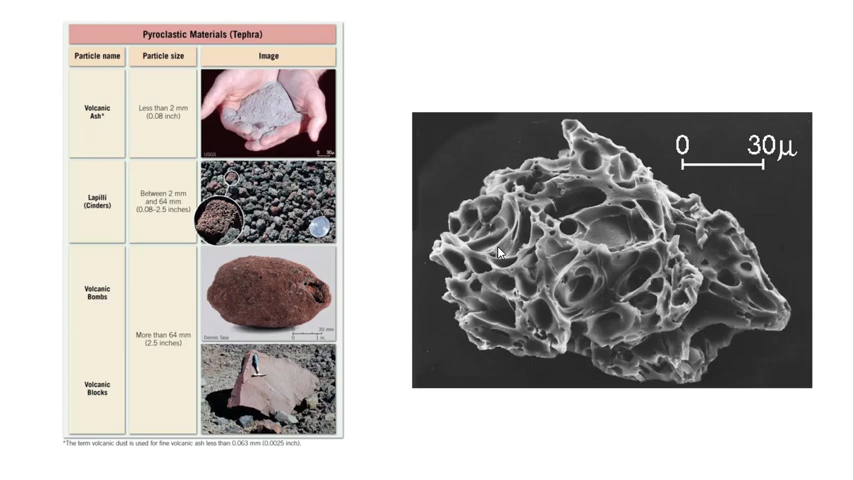 Pyroclastic Materials (Tephra)
Particle name
Particle size
Image
Volcanic
Ash*
Less than 2 mm
(0.08 inch)
USGS
Lapilli
(Cinders)
Between 2 mm
and 64 mm
(0.08–2.5 inches)
Volcanic
Bombs
More than 64 mm
(2.5 inches)
Dennis Tasa
Volcanic
Blocks
*The term volcanic dust is used for fine volcanic ash less than 0.063 mm (0.0025 inch).
0 30μ